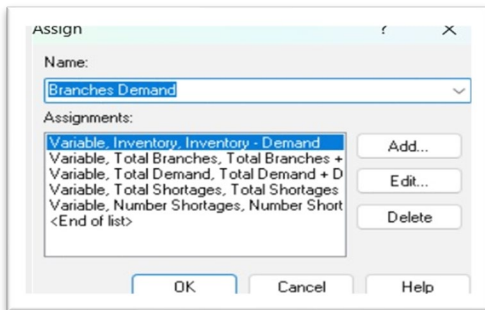 Assign ? ×
Name:
Branches Demand
Assignments:
Variable, Inventory, Inventory - Demand
Variable, Total Branches, Total Branches +
Variable, Total Demand, Total Demand + D
Variable, Total Shortages, Total Shortages
Variable, Number Shortages, Number Short
<End of list>
Add...
Edit...
Delete
OK Cancel Help